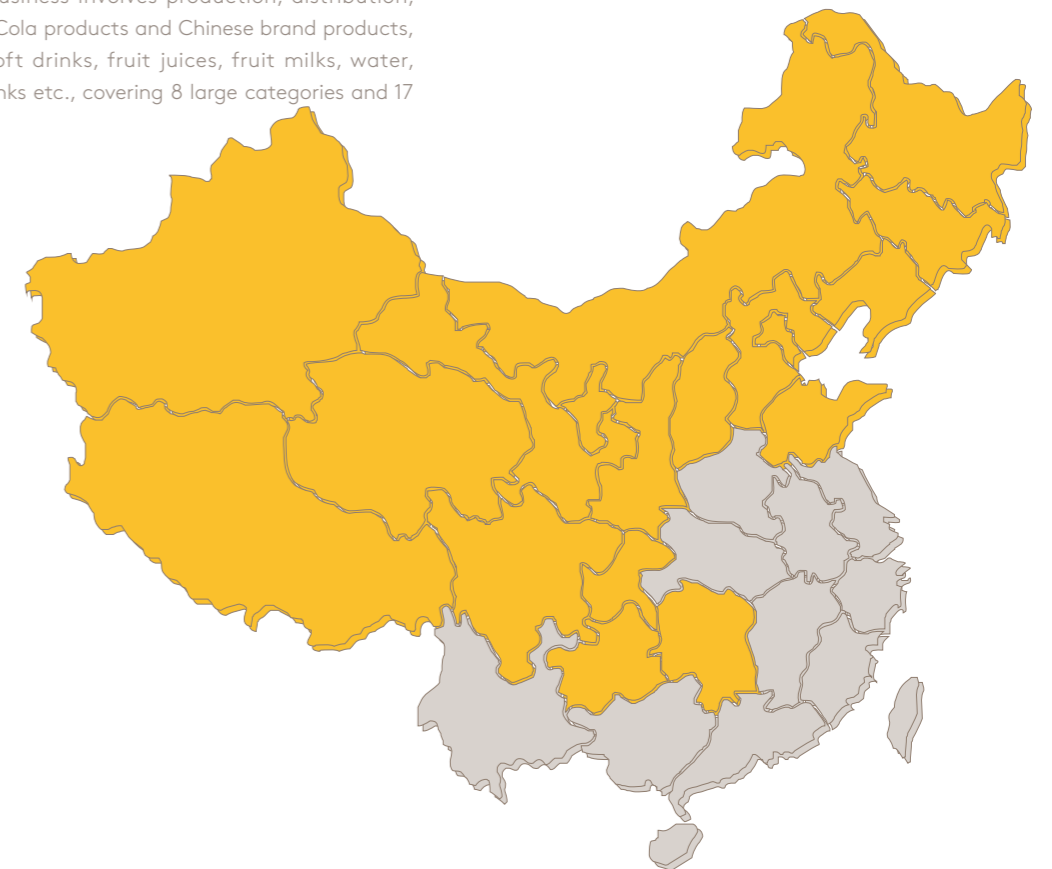 Cola products and Chinese brand products,
oft drinks, fruit juices, fruit milks, water,
nks etc., covering 8 large categories and 17